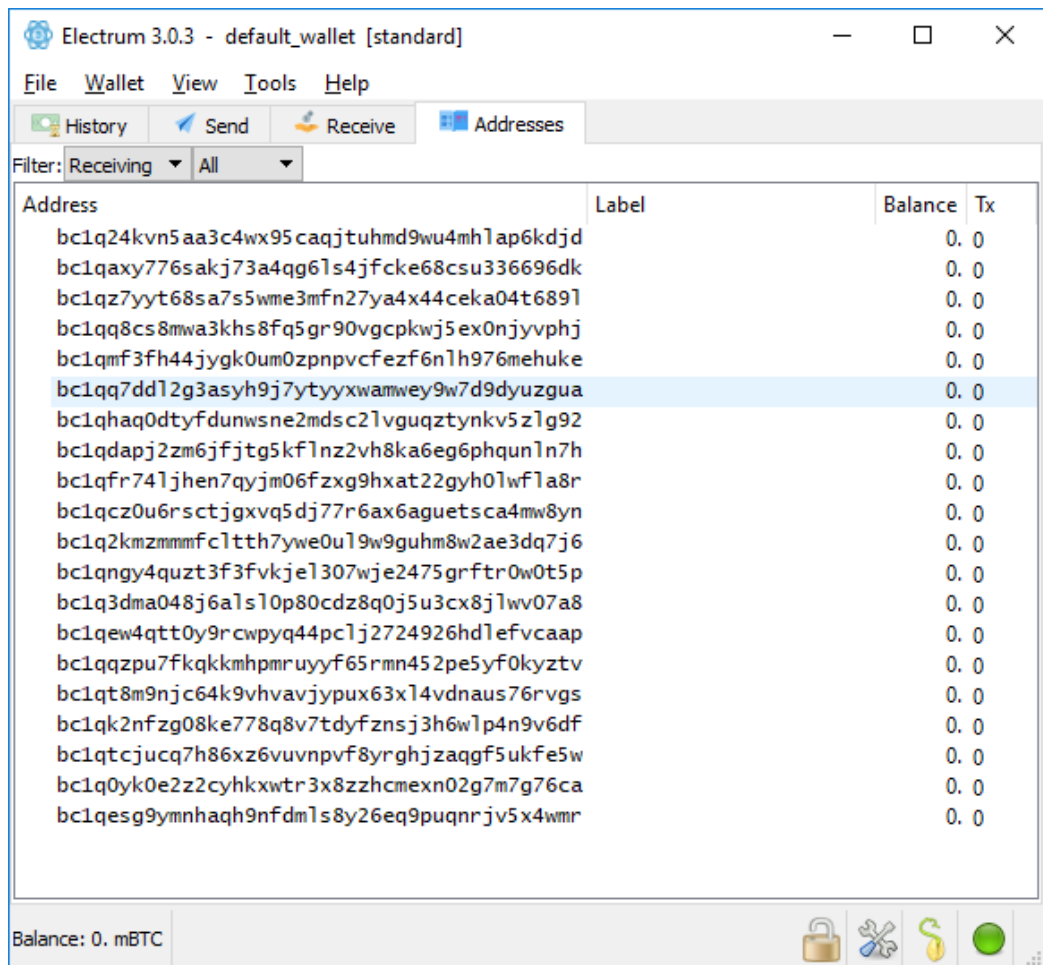 Electrum 3.0.3 - default_wallet [standard]
File Wallet View Tools Help
History Send Receive Addresses
Filter: Receiving All
Address Label Balance Tx
bc1q24kvn5aa3c4wx95caqjtuhmd9wu4mhlap6kdjd 0. 0
bc1qaxy776sakj73a4qg6ls4jfcke68csu336696dk 0. 0
bc1qz7yyt68sa7s5wme3mfn27ya4x44ceka04t689l 0. 0
bc1qq8cs8mwa3khs8fq5gr90vgcpkwj5ex0njyvphj 0. 0
bc1qmf3fh44jygk0um0zpnpvcfezf6nlh976mehuke 0. 0
bc1qq7ddl2g3asyh9j7ytyyxwamwey9w7d9dyuzgua 0. 0
bc1qhaq0dtyfdunwsne2mdsc2lvguqztynkv5zlg92 0. 0
bc1qdapj2zm6jfjtg5kflnz2vh8ka6eg6phqunln7h 0. 0
bc1qfr74ljhen7qyjm06fzxg9hxat22gyh0lwfla8r 0. 0
bc1qcz0u6rsctjgxvq5dj77r6ax6aguetsca4mw8yn 0. 0
bc1q2kmzmmmfcltth7ywe0ul9w9guhm8w2ae3dq7j6 0. 0
bc1qngy4quzt3f3fvkjel307wje2475grftr0w0t5p 0. 0
bc1q3dma048j6alsl0p80cdz8q0j5u3cx8jlwv07a8 0. 0
bc1qew4qtt0y9rcwpyq44pclj2724926hdlefvcaap 0. 0
bc1qqzpu7fkqkkmhpmruyyf65rmn452pe5yf0kyztv 0. 0
bc1qt8m9njc64k9vhvavjypux63xl4vdnaus76rvgs 0. 0
bc1qk2nfzg08ke778q8v7tdyfznsj3h6wlp4n9v6df 0. 0
bc1qtcjucq7h86xz6vuvnpvf8yrghjzaqgf5ukfe5w 0. 0
bc1q0yk0e2z2cyhkxwtr3x8zzhcmexn02g7m7g76ca 0. 0
bc1qesg9ymnhaqh9nfdmls8y26eq9puqnrjv5x4wmr 0. 0
Balance: 0. mBTC